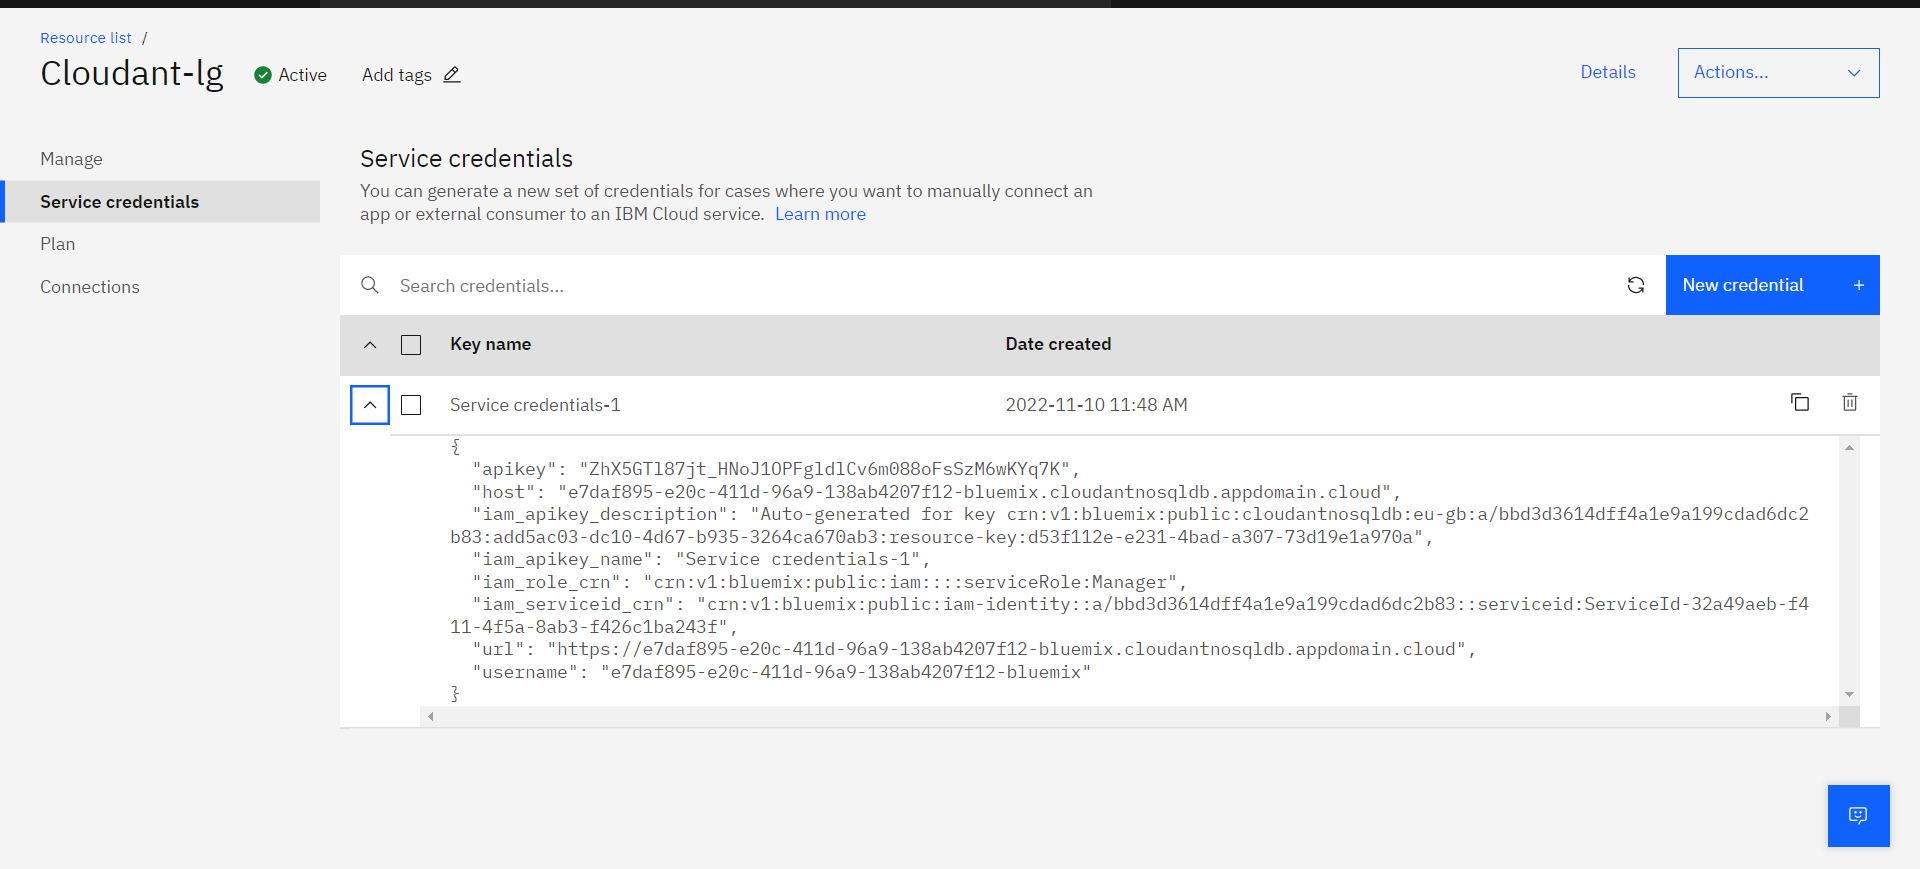 Resource list /
Cloudant-lg
Active
Add tags
Details
Actions...
Manage
Service credentials
Plan
Connections
Service credentials
You can generate a new set of credentials for cases where you want to manually connect an
app or external consumer to an IBM Cloud service. Learn more
Search credentials...
New credential +
Key name Date created
Service credentials-1 2022-11-10 11:48 AM
{
"apikey": "ZhX5GTl87jt_HNoJ1OPFgldlCv6m088oFsSzM6wKYq7K",
"host": "e7daf895-e20c-411d-96a9-138ab4207f12-bluemix.cloudantnosqldb.appdomain.cloud",
"iam_apikey_description": "Auto-generated for key crn:v1:bluemix:public:cloudantnosqldb:eu-gb:a/bbd3d3614dff4a1e9a199cdad6dc2
b83:add5ac03-dc10-4d67-b935-3264ca670ab3:resource-key:d53f112e-e231-4bad-a307-73d19e1a970a",
"iam_apikey_name": "Service credentials-1",
"iam_role_crn": "crn:v1:bluemix:public:iam::::serviceRole:Manager",
"iam_serviceid_crn": "crn:v1:bluemix:public:iam-identity::a/bbd3d3614dff4a1e9a199cdad6dc2b83::serviceid:ServiceId-32a49aeb-f4
11-4f5a-8ab3-f426c1ba243f",
"url": "https://e7daf895-e20c-411d-96a9-138ab4207f12-bluemix.cloudantnosqldb.appdomain.cloud",
"username": "e7daf895-e20c-411d-96a9-138ab4207f12-bluemix"
}